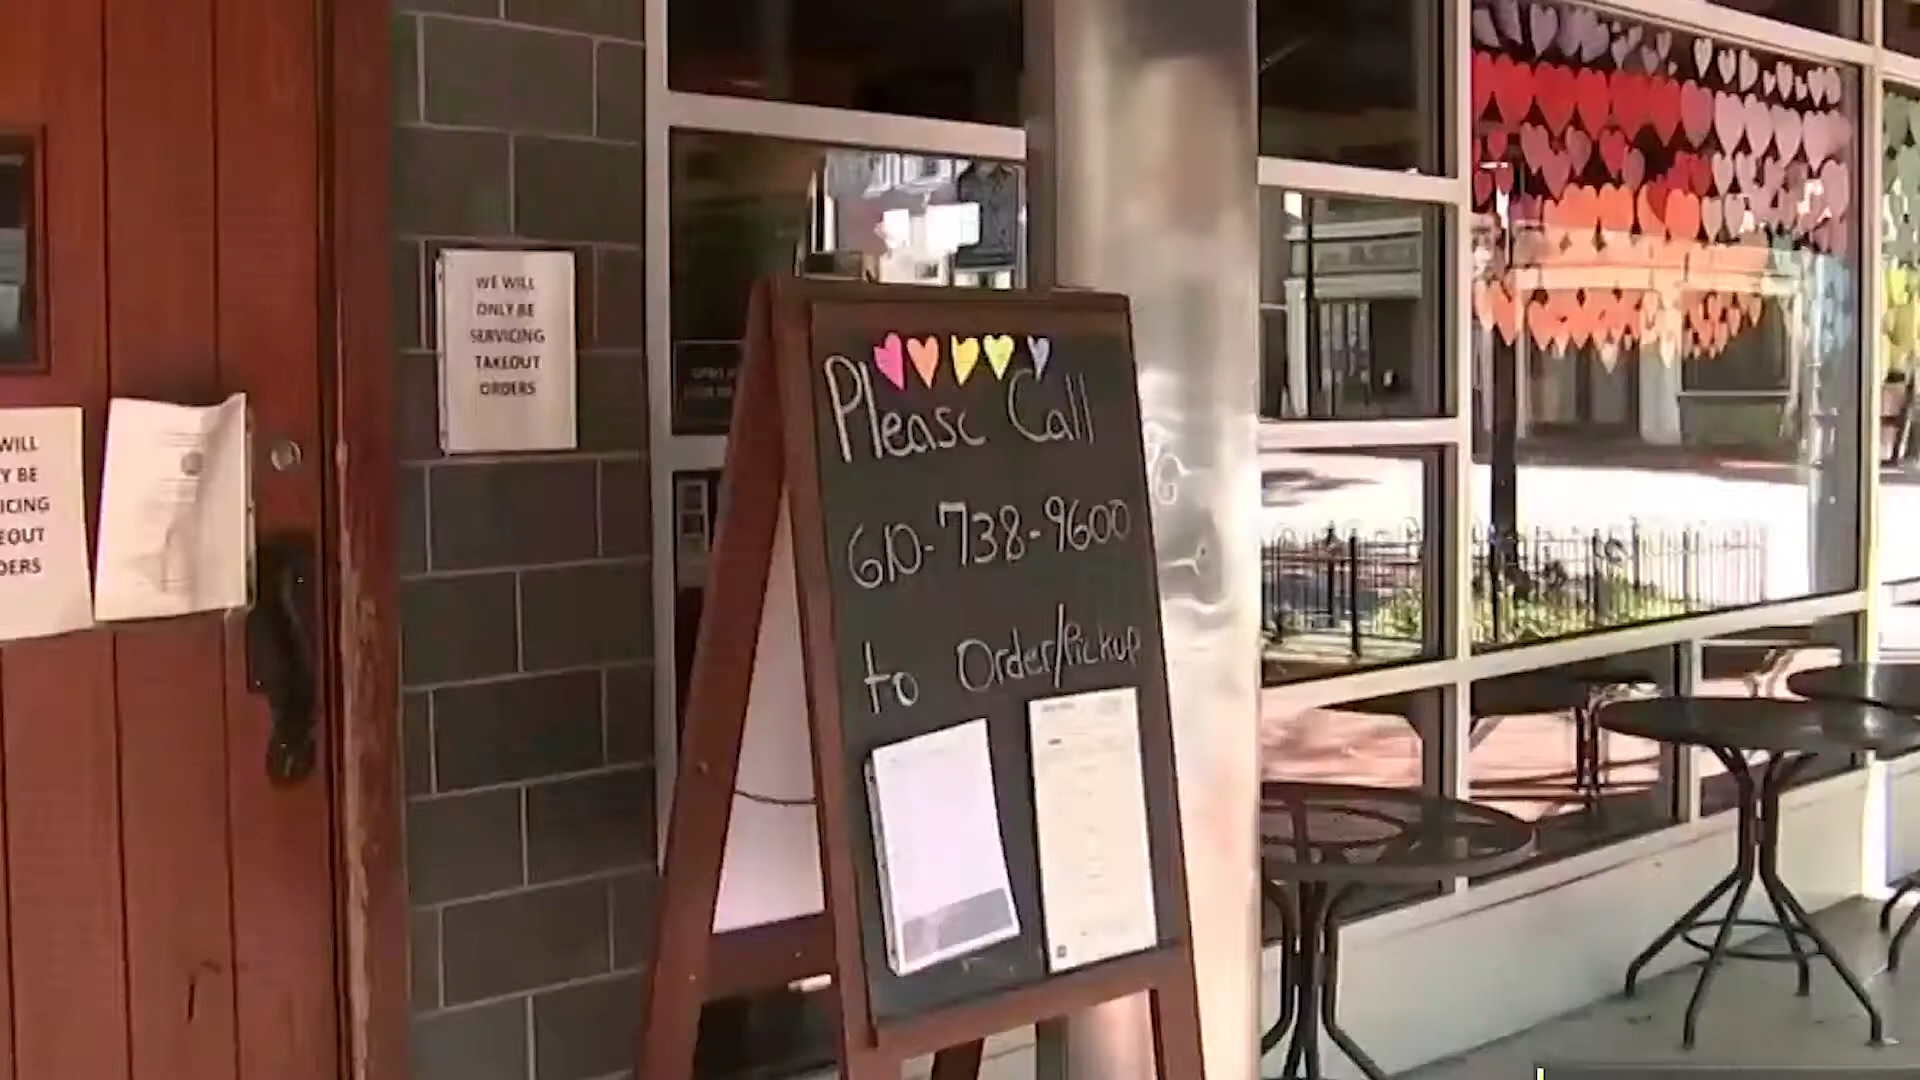 WE WILL
ONLY BE
SERVICING
TAKEOUT
ORDERS
WILL
Y BE
ICING
EOUT
DERS
Please Call
610-738-9600
to Order/Pickup